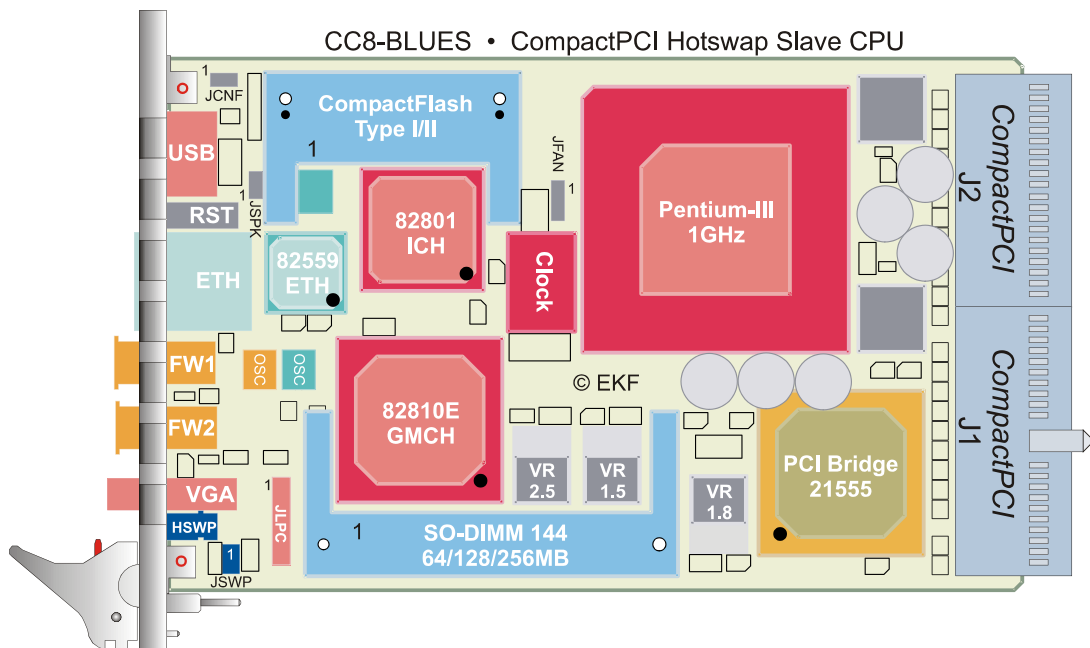 CC8-BLUES • CompactPCI Hotswap Slave CPU
1
JCNF
CompactFlash
Type I/II
1
USB
1
JSPK
RST
ETH
82559
ETH
82801
ICH
JFAN
1
Clock
Pentium-III
1GHz
J2
CompactPCI
FW1
OSC
OSC
FW2
82810E
GMCH
© EKF
VR
2.5
VR
1.5
VR
1.8
PCI Bridge
21555
J1
CompactPCI
VGA
HSWP
1
JSWP
1
JLPC
1
SO-DIMM 144
64/128/256MB